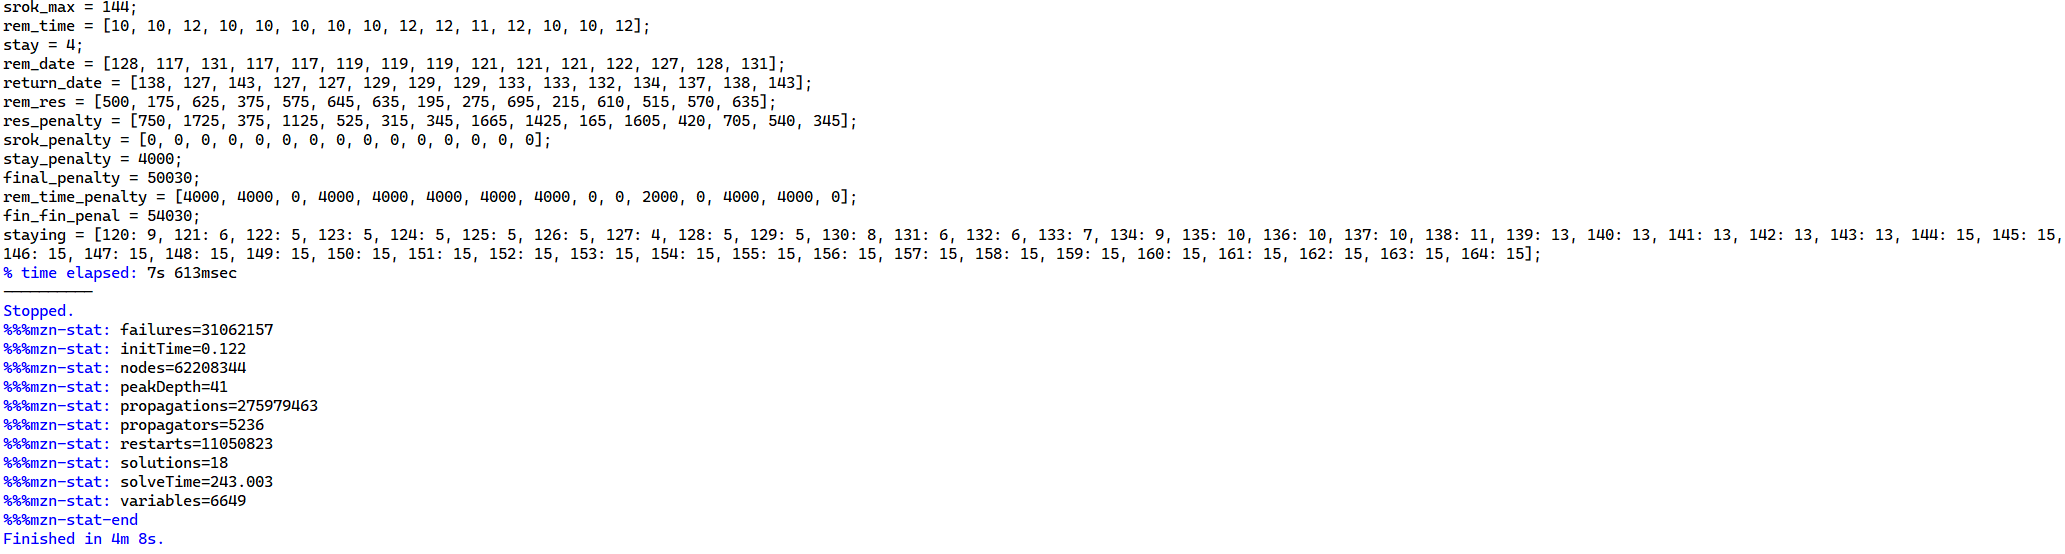 srok_max = 144;
rem_time = [10, 10, 12, 10, 10, 10, 10, 10, 12, 12, 11, 12, 10, 10, 12];
stay = 4;
rem_date = [128, 117, 131, 117, 117, 119, 119, 119, 121, 121, 121, 122, 127, 128, 131];
return_date = [138, 127, 143, 127, 127, 129, 129, 129, 133, 133, 132, 134, 137, 138, 143];
rem_res = [500, 175, 625, 375, 575, 645, 635, 195, 275, 695, 215, 610, 515, 570, 635];
res_penalty = [750, 1725, 375, 1125, 525, 315, 345, 1665, 1425, 165, 1605, 420, 705, 540, 345];
srok_penalty = [0, 0, 0, 0, 0, 0, 0, 0, 0, 0, 0, 0, 0, 0, 0];
stay_penalty = 4000;
final_penalty = 50030;
rem_time_penalty = [4000, 4000, 0, 4000, 4000, 4000, 4000, 4000, 0, 0, 2000, 0, 4000, 4000, 0];
fin_fin_penal = 54030;
staying = [120: 9, 121: 6, 122: 5, 123: 5, 124: 5, 125: 5, 126: 5, 127: 4, 128: 5, 129: 5, 130: 8, 131: 6, 132: 6, 133: 7, 134: 9, 135: 10, 136: 10, 137: 10, 138: 11, 139: 13, 140: 13, 141: 13, 142: 13, 143: 13, 144: 15, 145: 15,
146: 15, 147: 15, 148: 15, 149: 15, 150: 15, 151: 15, 152: 15, 153: 15, 154: 15, 155: 15, 156: 15, 157: 15, 158: 15, 159: 15, 160: 15, 161: 15, 162: 15, 163: 15, 164: 15];
% time elapsed: 7s 613msec
----------
Stopped.
%%%mzn-stat: failures=31062157
%%%mzn-stat: initTime=0.122
%%%mzn-stat: nodes=62208344
%%%mzn-stat: peakDepth=41
%%%mzn-stat: propagations=275979463
%%%mzn-stat: propagators=5236
%%%mzn-stat: restarts=11050823
%%%mzn-stat: solutions=18
%%%mzn-stat: solveTime=243.003
%%%mzn-stat: variables=6649
%%%mzn-stat-end
Finished in 4m 8s.